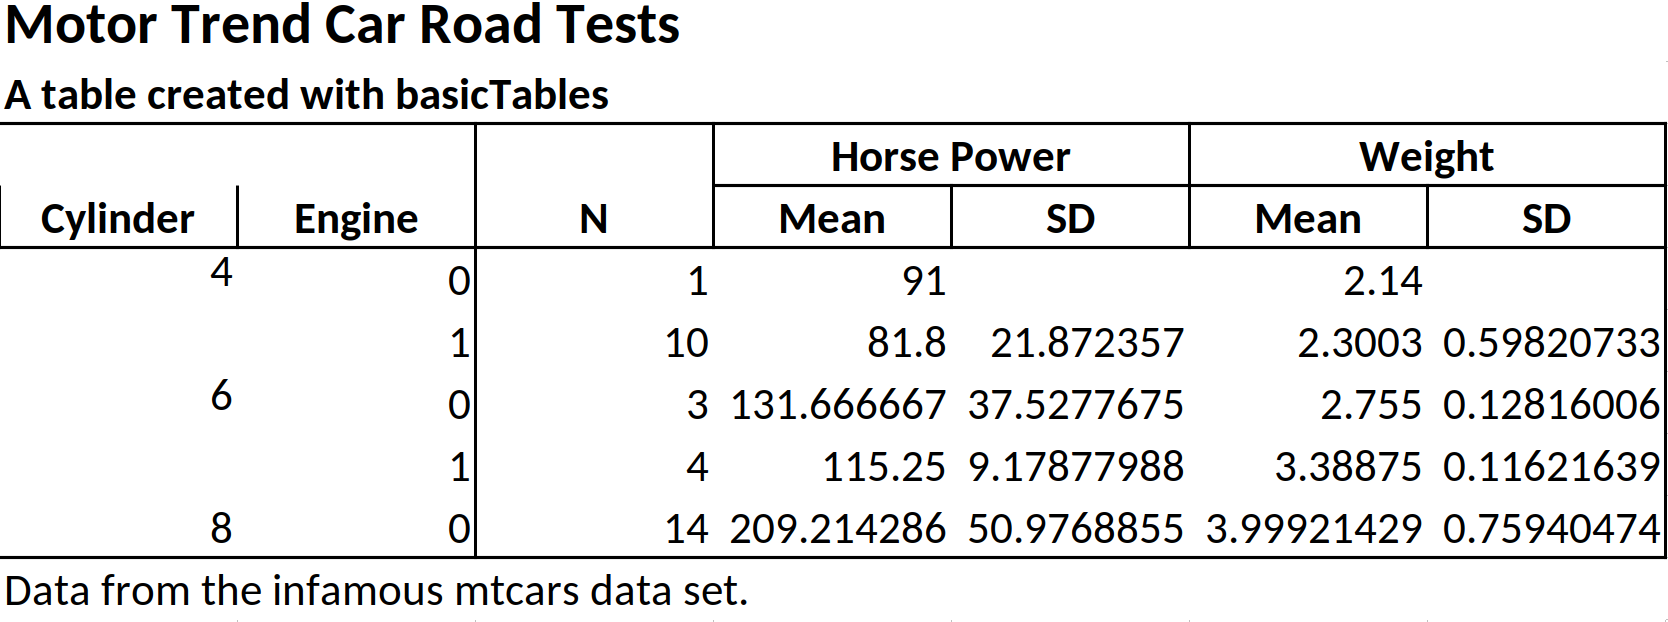 Motor Trend Car Road Tests
A table created with basicTables
Horse Power Weight
Cylinder Engine N Mean SD Mean SD
4 0 1 91 2.14
1 10 81.8 21.872357 2.3003 0.59820733
6 0 3 131.666667 37.5277675 2.755 0.12816006
1 4 115.25 9.17877988 3.38875 0.11621639
8 0 14 209.214286 50.9768855 3.99921429 0.75940474
Data from the infamous mtcars data set.